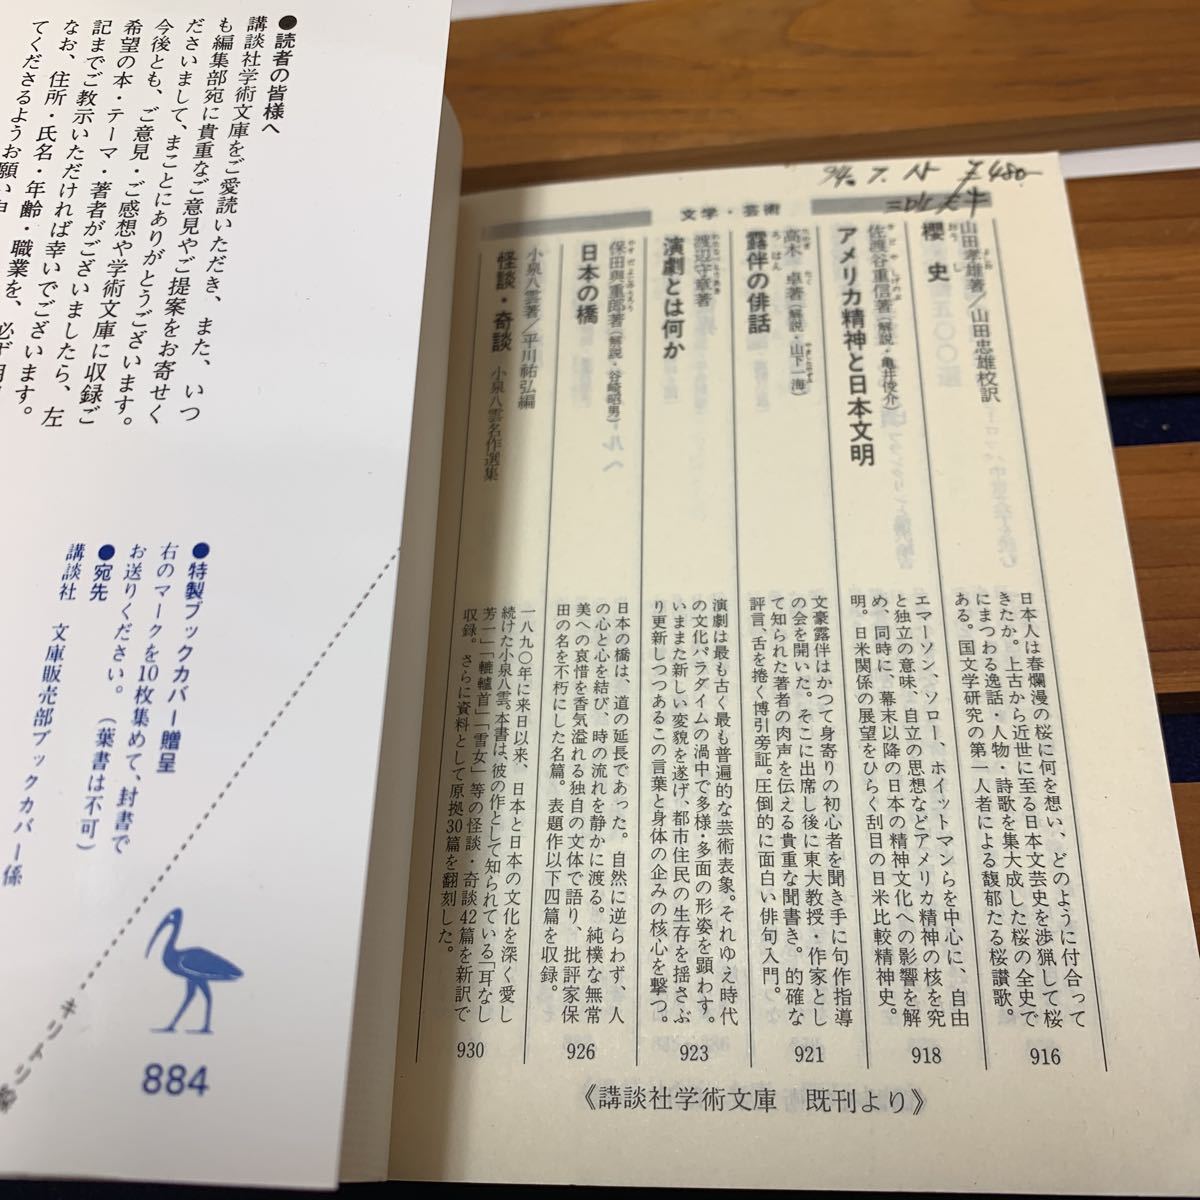 ●読者の皆様へ
講談社学術文庫をご愛読いただき、また、いつ
も編集部宛に貴重なご意見やご提案をお寄せく
ださいまして、まことにありがとうございます。
今後とも、ご意見・ご感想や学術文庫に収録ご
希望の本・テーマ・著者がございましたら、左
記までご教示いただければ幸いでございます。
なお、住所・氏名・年齢・職業を、必ず明
てくださるようお願い申
●特製ブックカバー贈呈
右のマークを10枚集めて、封書で
お送りください。（葉書は不可）
●宛先
講談社　文庫販売部ブックカバー係
キリトリ線
884
94. 7. ¥480-
文学・芸術
山田孝雄著／山田忠雄校訳
櫻史
日本人は春爛漫の桜に何を想い、どのように付合って
きたか。上古から近世に至る日本文芸史を渉猟して桜
にまつわる逸話・人物・詩歌を集大成した桜の全史で
ある。国文学研究の第一人者による馥郁たる桜讃歌。
916
佐渡谷重信著（解説・亀井俊介）
アメリカ精神と日本文明
エマーソン、ソロー、ホイットマンらを中心に、自由
と独立の意味、自立の思想などアメリカ精神の核を究
め、同時に、幕末以降の日本の精神文化への影響を解
明。日米関係の展望をひらく刮目の日米比較精神史。
918
高木　卓著（解説・山下一海）
露伴の俳話
文豪露伴はかつて身寄りの初心者を聞き手に句作指導
の会を開いた。そこに出席し後に東大教授・作家とし
て知られた著者の肉声を伝える貴重な聞書き。的確な
評言、舌を捲く博引旁証。圧倒的に面白い俳句入門。
921
渡辺守章著
演劇とは何か
演劇は最も古く最も普遍的な芸術表象。それゆえ時代
の文化パラダイムの渦中で多様・多面の形姿を顕わす。
いままた新しい変貌を遂げ、都市住民の生存を揺さぶ
り更新しつつあるこの言葉と身体の企みの核心を撃つ。
923
保田與重郎著（解説・谷崎昭男）
日本の橋
日本の橋は、道の延長であった。自然に逆らわず、人
の心と心を結び、時の流れを静かに渡る。純樸な無常
美への哀惜を香気溢れる独自の文体で語り、批評家保
田の名を不朽にした名篇。表題作以下四篇を収録。
926
小泉八雲著／平川祐弘編
怪談・奇談　小泉八雲名作選集
一八九〇年に来日以来、日本と日本の文化を深く愛し
続けた小泉八雲。本書は、彼の作として知られている「耳なし
芳一」「轆轤首」「雪女」等の怪談・奇談42篇を新訳で
収録。さらに資料として原拠30篇を翻刻した。
930
《講談社学術文庫　既刊より》